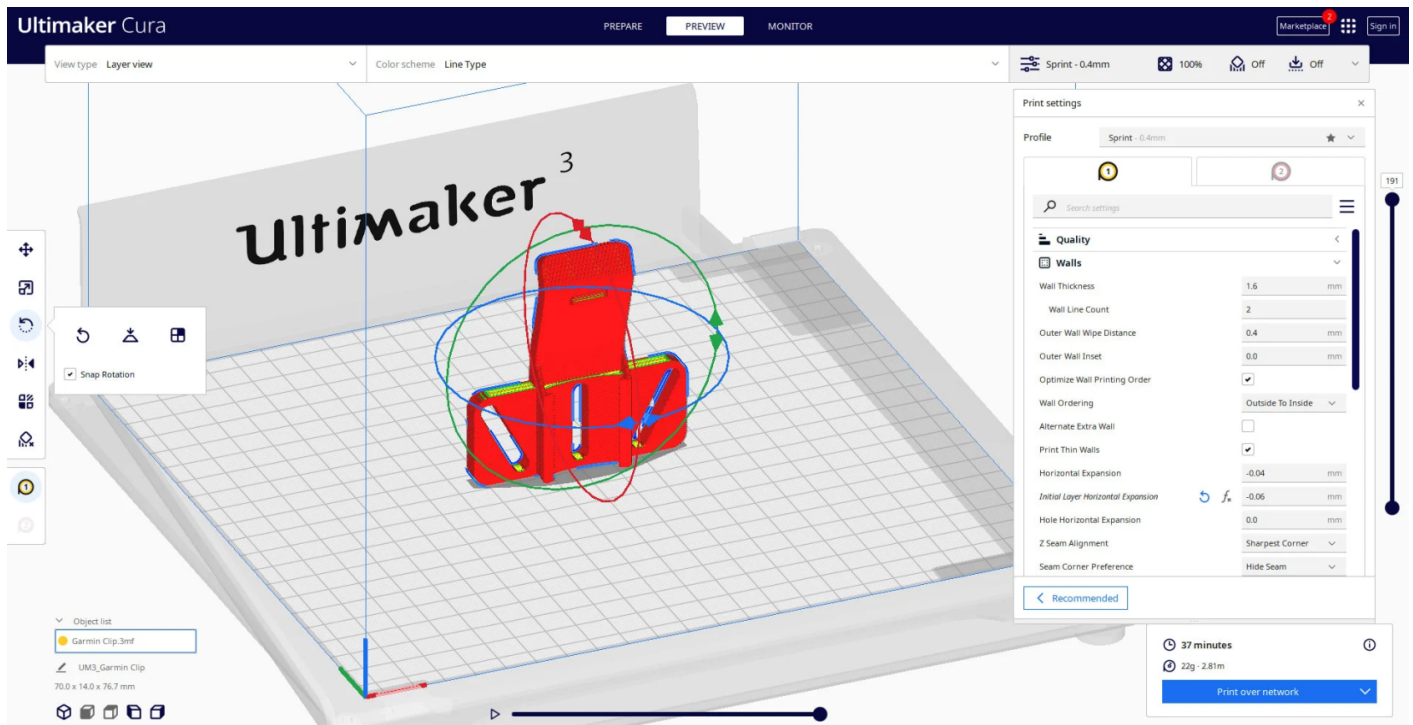 Ultimaker Cura
PREPARE
PREVIEW
MONITOR
Marketplace
2
Sign in
View type Layer view
Color scheme Line Type
Sprint - 0.4mm
100%
Off
Off
Print settings
Profile
Sprint - 0.4mm
1
2
Search settings
Quality
Walls
Wall Thickness 1.6 mm
Wall Line Count 2
Outer Wall Wipe Distance 0.4 mm
Outer Wall Inset 0.0 mm
Optimize Wall Printing Order
Wall Ordering Outside To Inside
Alternate Extra Wall
Print Thin Walls
Horizontal Expansion -0.04 mm
Initial Layer Horizontal Expansion fx -0.06 mm
Hole Horizontal Expansion 0.0 mm
Z Seam Alignment Sharpest Corner
Seam Corner Preference Hide Seam
Recommended
191
Ultimaker 3
Snap Rotation
1
2
Object list
Garmin Clip.3mf
UM3_Garmin Clip
70.0 x 14.0 x 76.7 mm
37 minutes
22g · 2.81m
Print over network